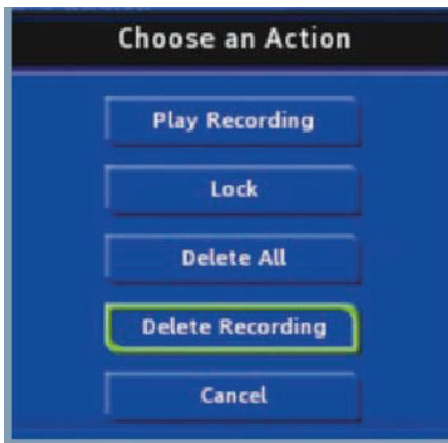 Choose an Action
Play Recording
Lock
Delete All
Delete Recording
Cancel